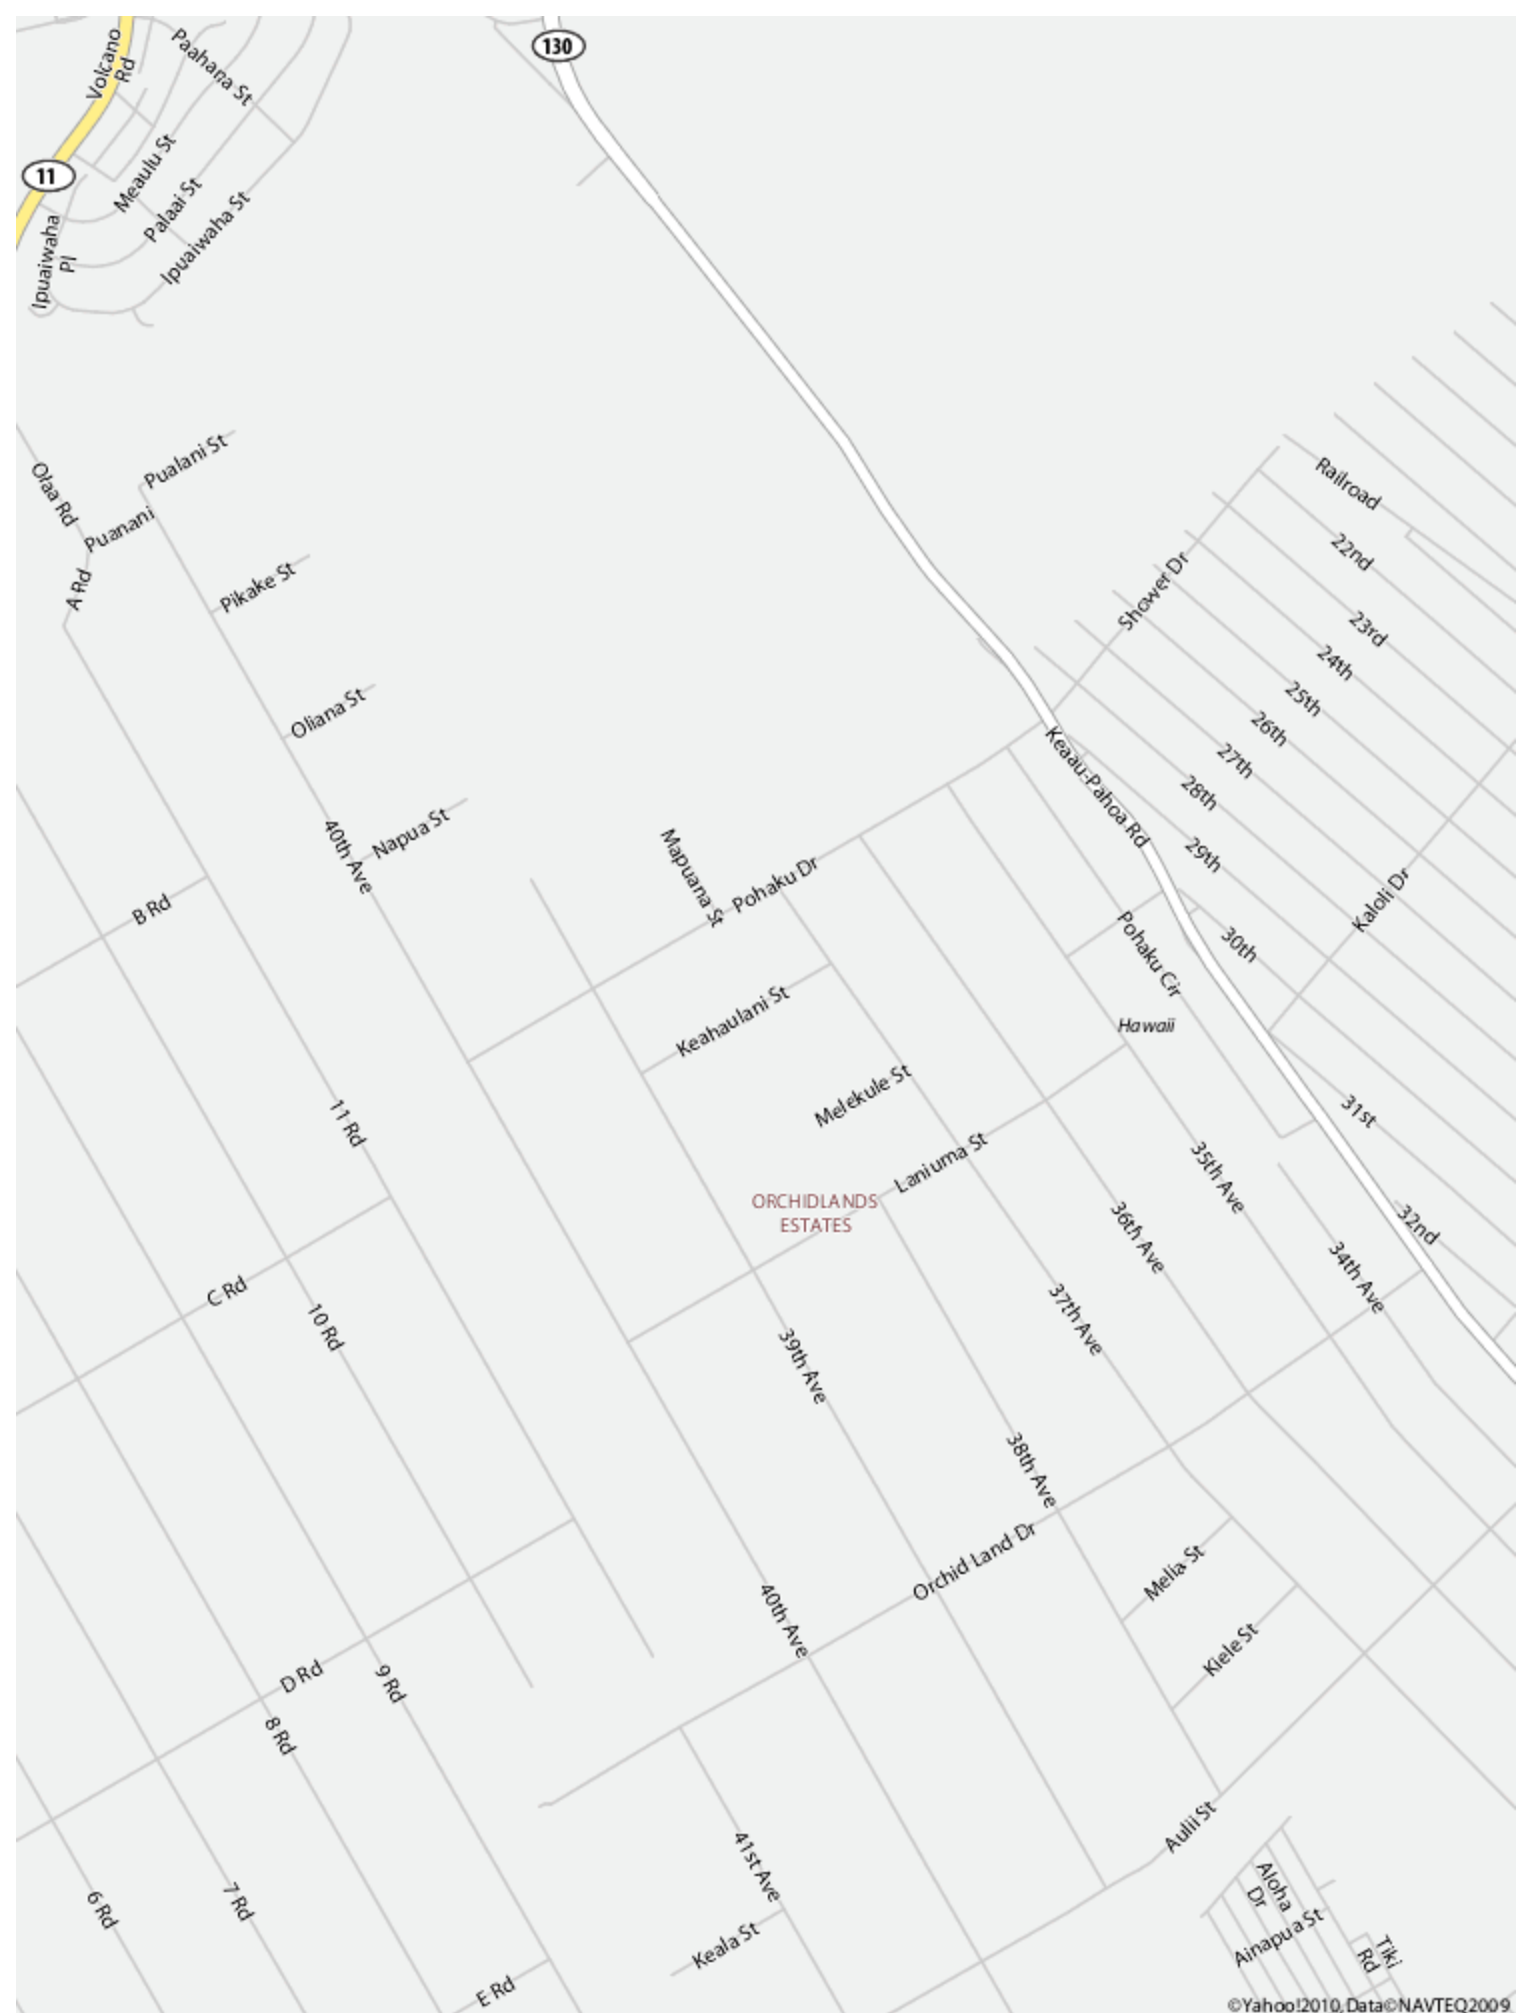 130
Volcano
Rd
Paahana St
11
Meaulu St
Palaai St
Ipuaiwaha St
Ipuaiwaha
Pl
Olaa Rd
Pualani St
Puanani
A Rd
Pikake St
Oliana St
40th Ave
Napua St
B Rd
Mapuana St
Pohaku Dr
Railroad
22nd
Shower Dr
23rd
24th
25th
26th
27th
28th
29th
Keaau-Pahoa Rd
Kaloli Dr
30th
Pohaku Cir
Keahaulani St
Hawaii
Melekule St
31st
11 Rd
Laniuma St
35th Ave
ORCHIDLANDS
ESTATES
36th Ave
32nd
34th Ave
C Rd
10 Rd
37th Ave
39th Ave
38th Ave
Orchid Land Dr
Melia St
40th Ave
Kiele St
D Rd
9 Rd
8 Rd
Aulii St
41st Ave
Aloha
Dr
6 Rd
7 Rd
Keala St
Ainapua St
Tiki
Rd
E Rd
©Yahoo!2010, Data©NAVTEQ2009